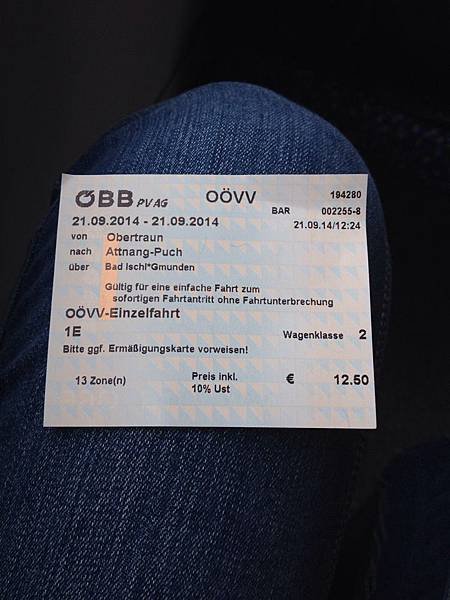 ÖBB PV AG OÖVV 194280
BAR 002255-8
21.09.2014 - 21.09.2014 21.09.14/12:24
von Obertraun
nach Attnang-Puch
über Bad Ischl*Gmunden
Gültig für eine einfache Fahrt zum
sofortigen Fahrtantritt ohne Fahrtunterbrechung
OÖVV-Einzelfahrt
1E Wagenklasse 2
Bitte ggf. Ermäßigungskarte vorweisen!
13 Zone(n) Preis inkl. € 12.50
10% Ust